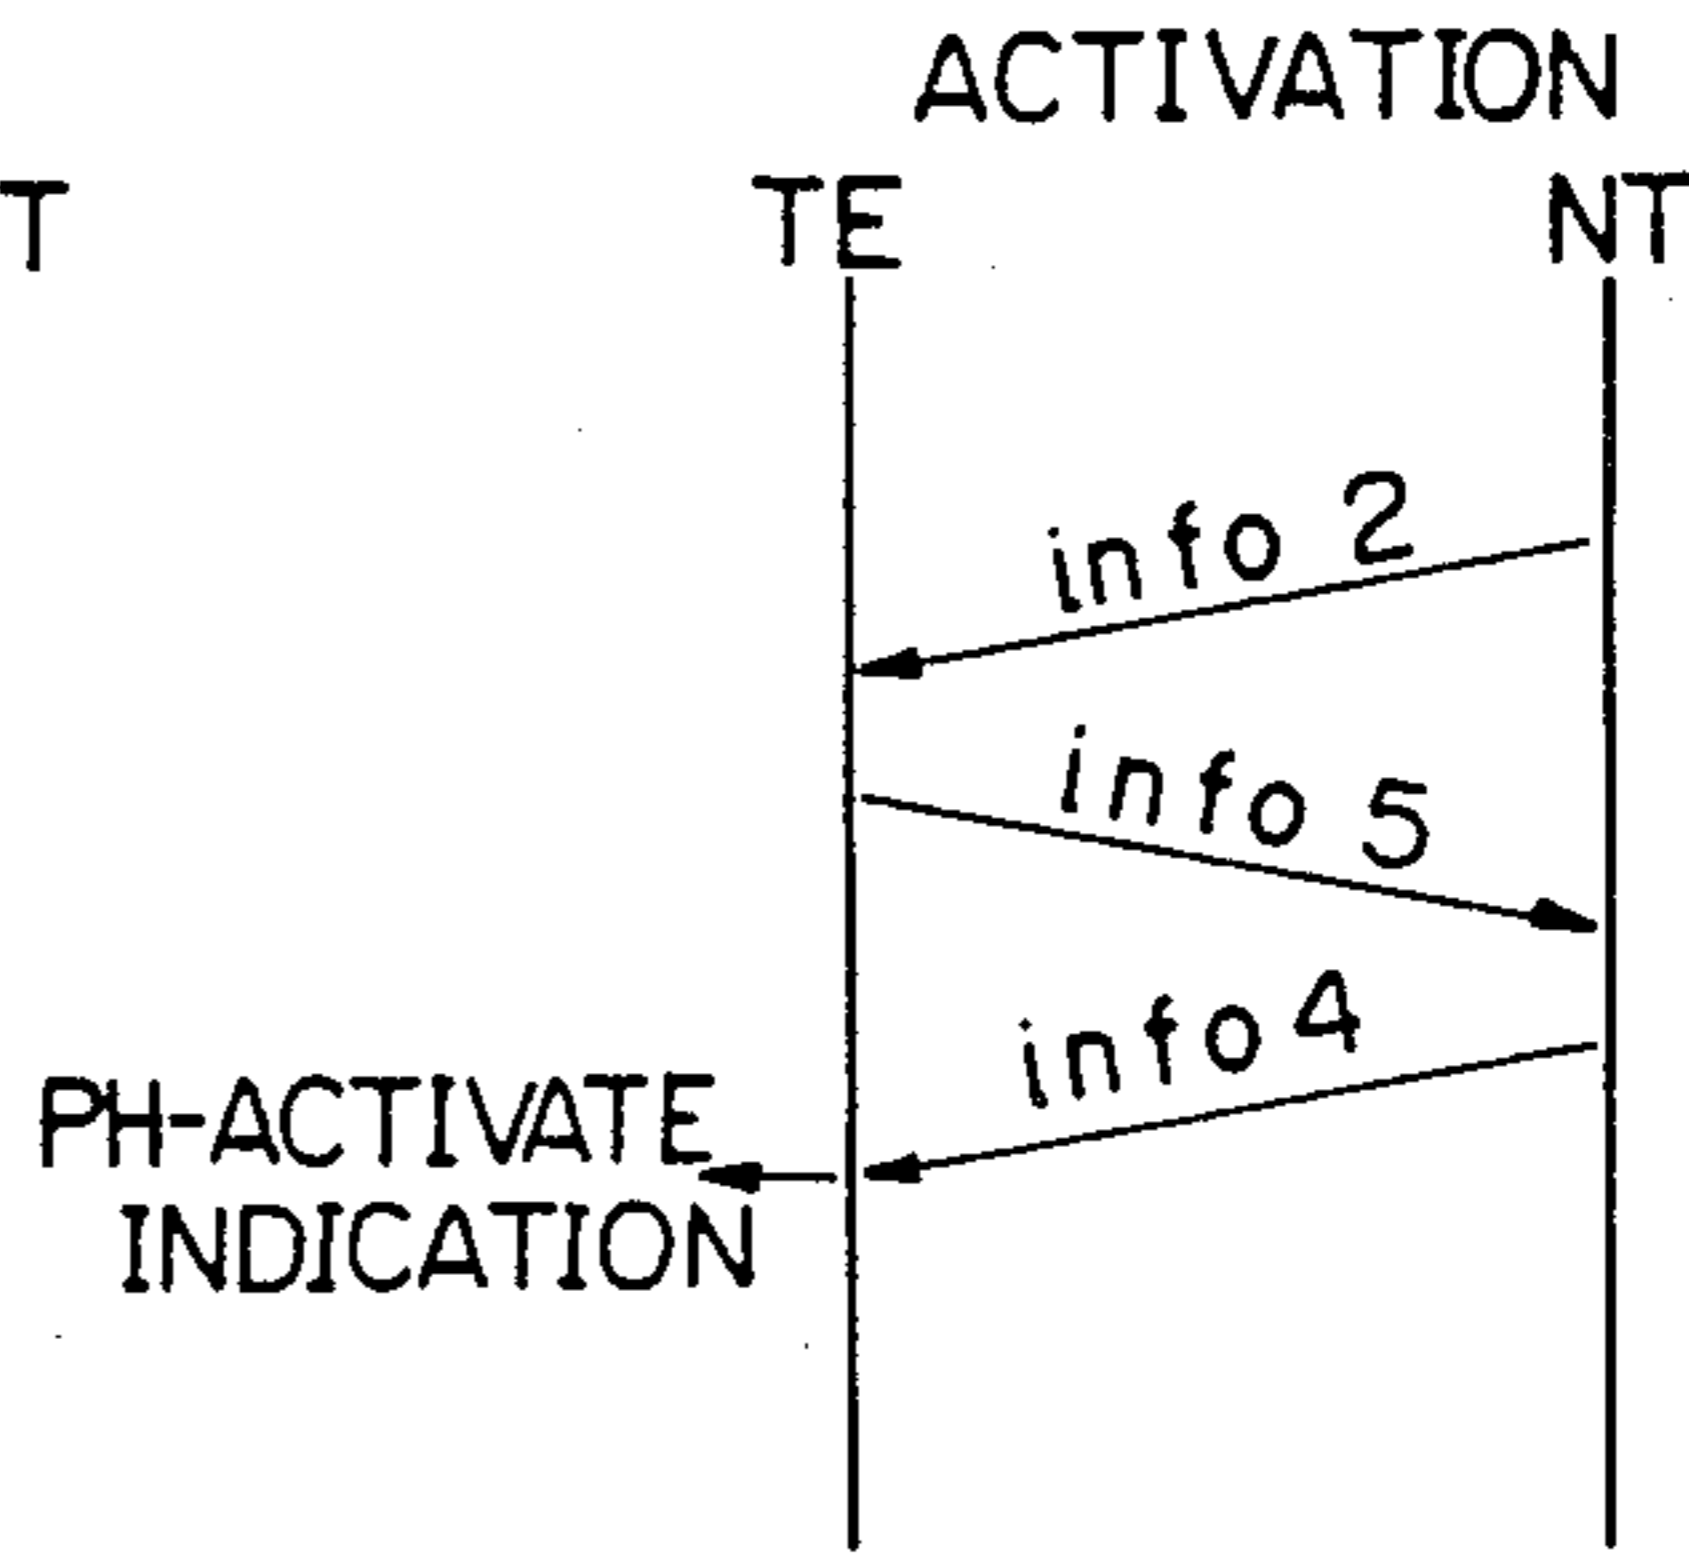 ACTIVATION
T TE NT
info 2
info 5
info 4
PH-ACTIVATE
INDICATION